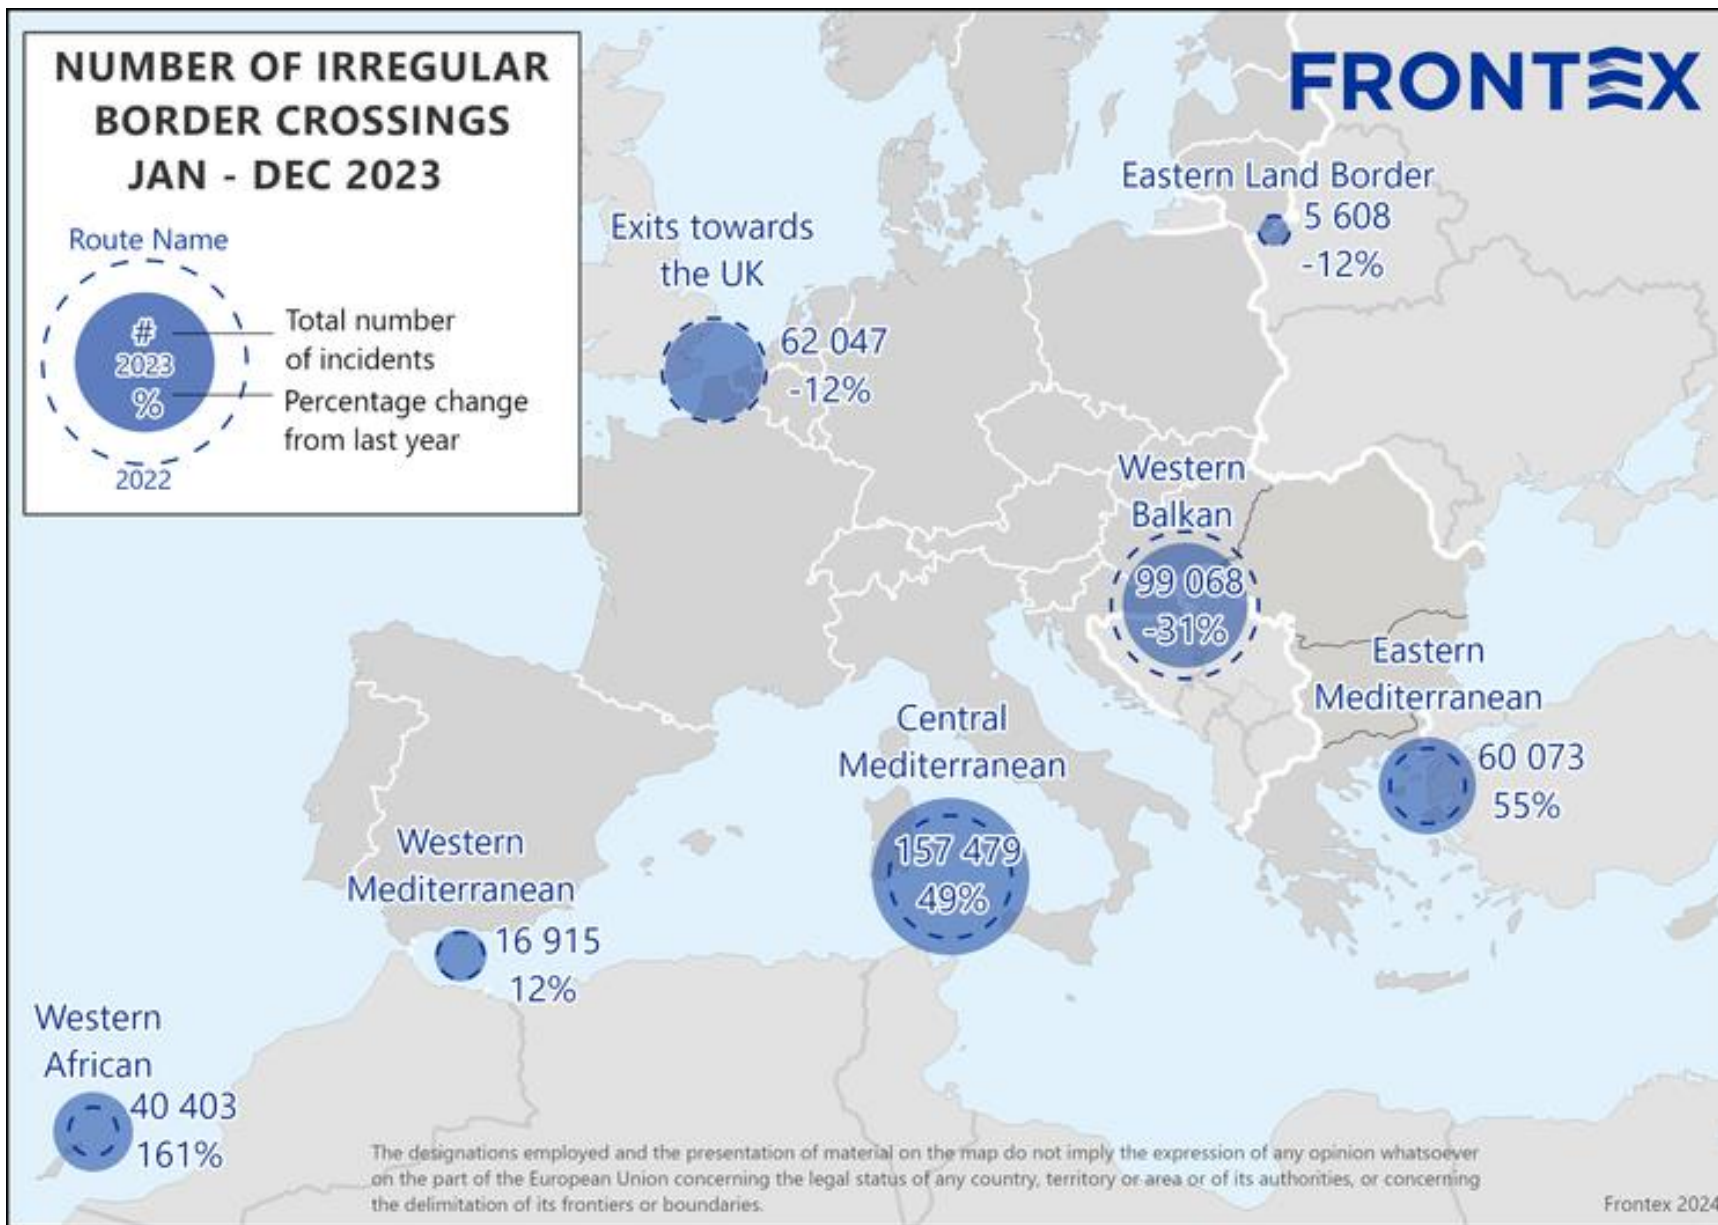 NUMBER OF IRREGULAR
BORDER CROSSINGS
JAN - DEC 2023
Route Name
#
2023
%
2022
Total number
of incidents
Percentage change
from last year
FRONTEX
Eastern Land Border
5 608
-12%
Exits towards
the UK
62 047
-12%
Western
Balkan
99 068
-31%
Eastern
Mediterranean
60 073
55%
Central
Mediterranean
157 479
49%
Western
Mediterranean
16 915
12%
Western
African
40 403
161%
The designations employed and the presentation of material on the map do not imply the expression of any opinion whatsoever
on the part of the European Union concerning the legal status of any country, territory or area or of its authorities, or concerning
the delimitation of its frontiers or boundaries.
Frontex 2024